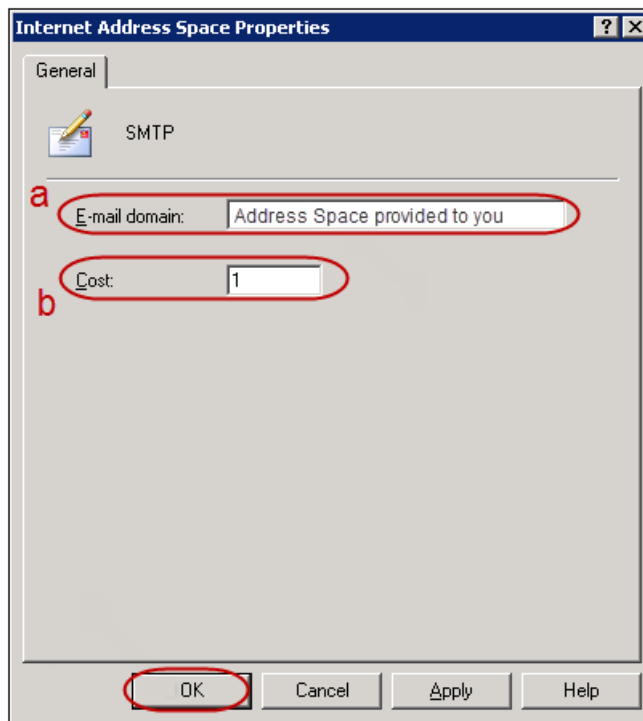 Internet Address Space Properties
General
SMTP
a
E-mail domain: Address Space provided to you
b
Cost: 1
OK Cancel Apply Help